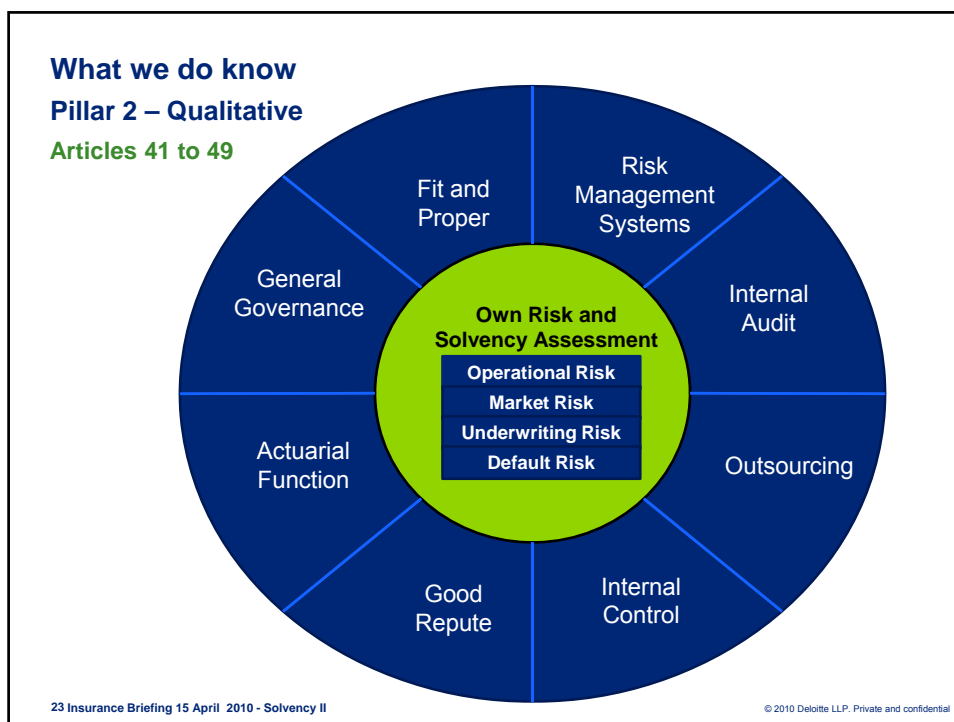 What we do know
Pillar 2 – Qualitative
Articles 41 to 49
Fit and
Proper
Risk
Management
Systems
General
Governance
Internal
Audit
Own Risk and
Solvency Assessment
Operational Risk
Market Risk
Underwriting Risk
Default Risk
Actuarial
Function
Outsourcing
Good
Repute
Internal
Control
23 Insurance Briefing 15 April 2010 - Solvency II
© 2010 Deloitte LLP. Private and confidential